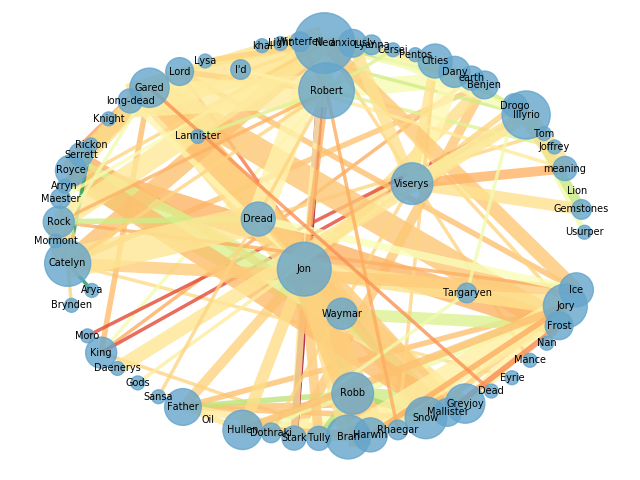 kha
Light
Winterfell
Ned
anxiously
Lyanna
Cersei
Pentos
Cities
Lysa
I'd
Lord
Dany
earth
Benjen
Gared
Robert
long-dead
Drogo
Illyrio
Knight
Tom
Lannister
Joffrey
Rickon
Serrett
Royce
meaning
Viserys
Arryn
Maester
Lion
Gemstones
Rock
Dread
Usurper
Mormont
Catelyn
Jon
Arya
Targaryen
Ice
Brynden
Jory
Waymar
Frost
Moro
Nan
King
Mance
Daenerys
Eyrie
Gods
Dead
Sansa
Robb
Father
Greyjoy
Mallister
Oil
Snow
Hullen
Dothraki
Stark
Tully
Bran
Harwin
Rhaegar